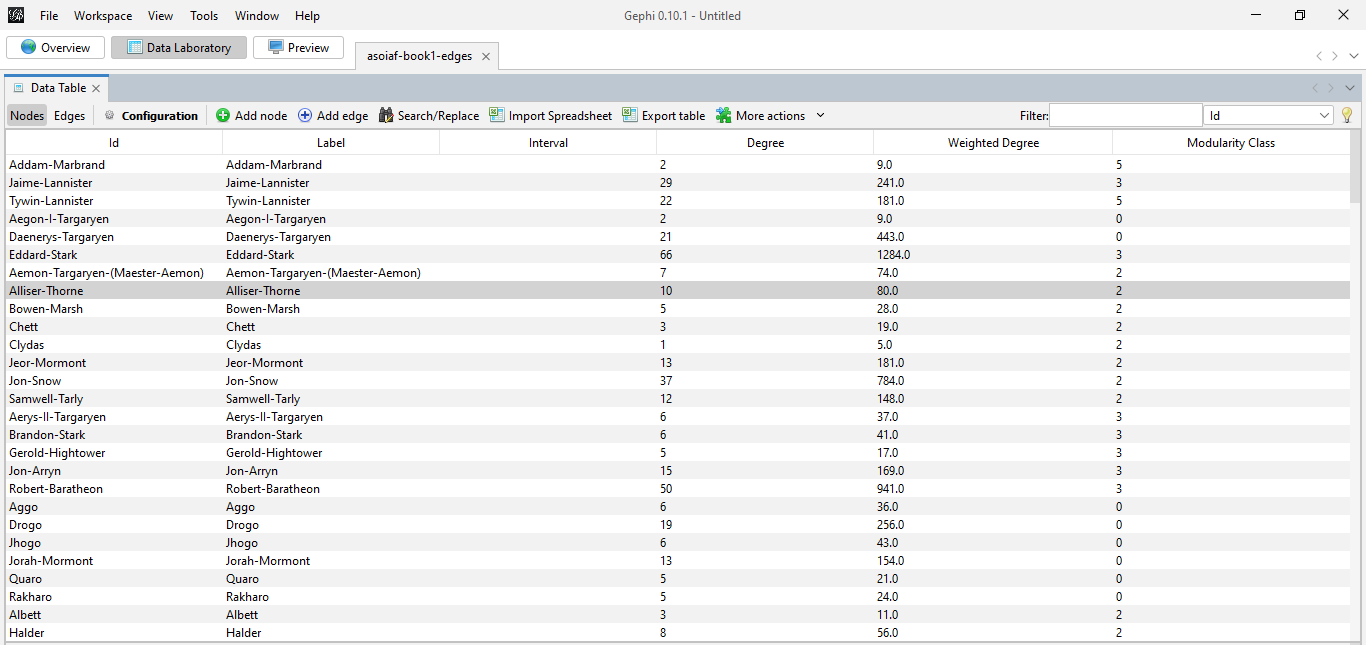 File Workspace View Tools Window Help Gephi 0.10.1 - Untitled
Overview Data Laboratory Preview asoiaf-book1-edges
Data Table
Nodes Edges Configuration Add node Add edge Search/Replace Import Spreadsheet Export table More actions Filter: Id
Id Label Interval Degree Weighted Degree Modularity Class
Addam-Marbrand Addam-Marbrand 2 9.0 5
Jaime-Lannister Jaime-Lannister 29 241.0 3
Tywin-Lannister Tywin-Lannister 22 181.0 5
Aegon-I-Targaryen Aegon-I-Targaryen 2 9.0 0
Daenerys-Targaryen Daenerys-Targaryen 21 443.0 0
Eddard-Stark Eddard-Stark 66 1284.0 3
Aemon-Targaryen-(Maester-Aemon) Aemon-Targaryen-(Maester-Aemon) 7 74.0 2
Alliser-Thorne Alliser-Thorne 10 80.0 2
Bowen-Marsh Bowen-Marsh 5 28.0 2
Chett Chett 3 19.0 2
Clydas Clydas 1 5.0 2
Jeor-Mormont Jeor-Mormont 13 181.0 2
Jon-Snow Jon-Snow 37 784.0 2
Samwell-Tarly Samwell-Tarly 12 148.0 2
Aerys-II-Targaryen Aerys-II-Targaryen 6 37.0 3
Brandon-Stark Brandon-Stark 6 41.0 3
Gerold-Hightower Gerold-Hightower 5 17.0 3
Jon-Arryn Jon-Arryn 15 169.0 3
Robert-Baratheon Robert-Baratheon 50 941.0 3
Aggo Aggo 6 36.0 0
Drogo Drogo 19 256.0 0
Jhogo Jhogo 6 43.0 0
Jorah-Mormont Jorah-Mormont 13 154.0 0
Quaro Quaro 5 21.0 0
Rakharo Rakharo 5 24.0 0
Albett Albett 3 11.0 2
Halder Halder 8 56.0 2